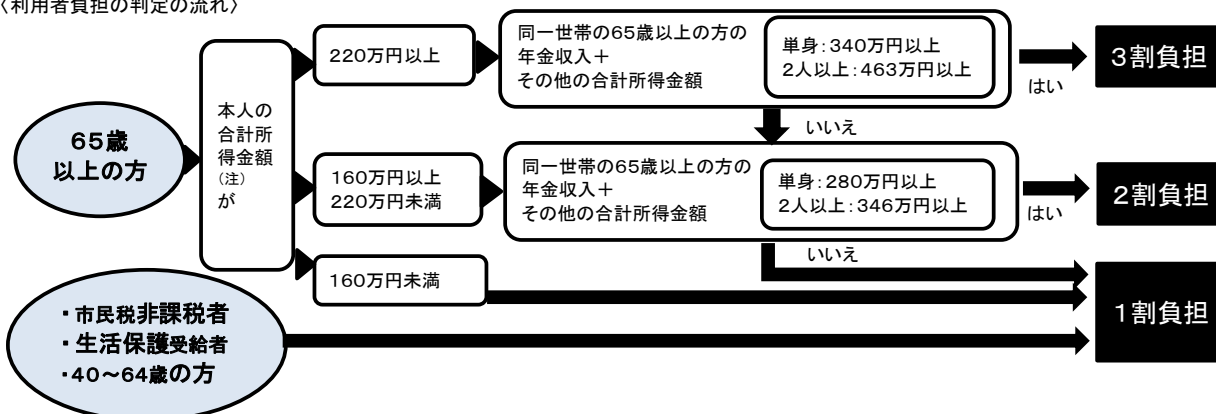 〈利用者負担の判定の流れ〉
65歳
以上の方
本人の
合計所
得金額
(注)
が
220万円以上
同一世帯の65歳以上の方の
年金収入＋
その他の合計所得金額
単身：340万円以上
2人以上：463万円以上
はい
3割負担
いいえ
160万円以上
220万円未満
同一世帯の65歳以上の方の
年金収入＋
その他の合計所得金額
単身：280万円以上
2人以上：346万円以上
はい
2割負担
いいえ
160万円未満
1割負担
・市民税非課税者
・生活保護受給者
・40～64歳の方